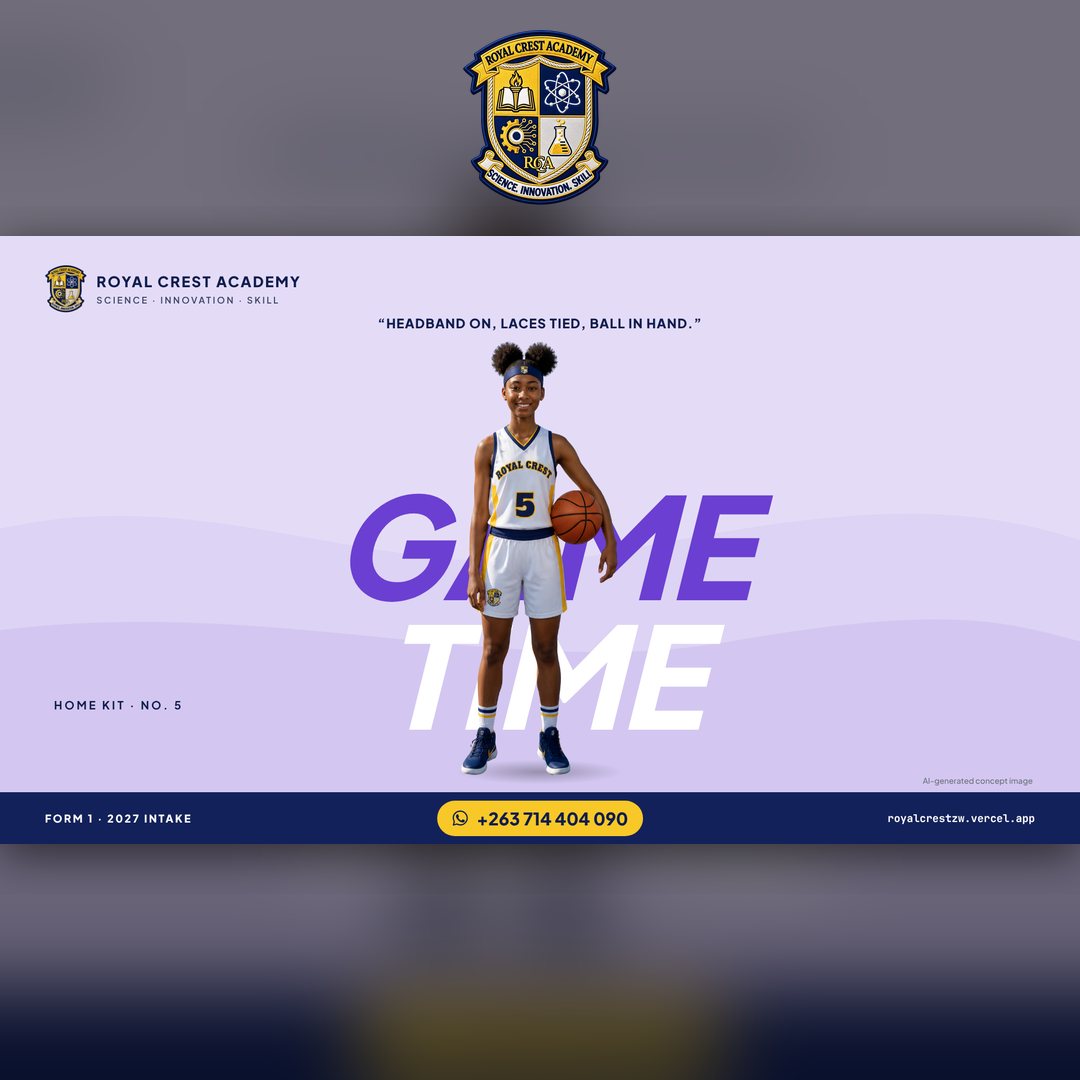 ROYAL CREST ACADEMY
RCA
SCIENCE. INNOVATION. SKILL
ROYAL CREST ACADEMY
SCIENCE · INNOVATION · SKILL
“HEADBAND ON, LACES TIED, BALL IN HAND.”
ROYAL CREST
5
GAME
TIME
HOME KIT · NO. 5
AI-generated concept image
FORM 1 · 2027 INTAKE
+263 714 404 090
royalcrestzw.vercel.app